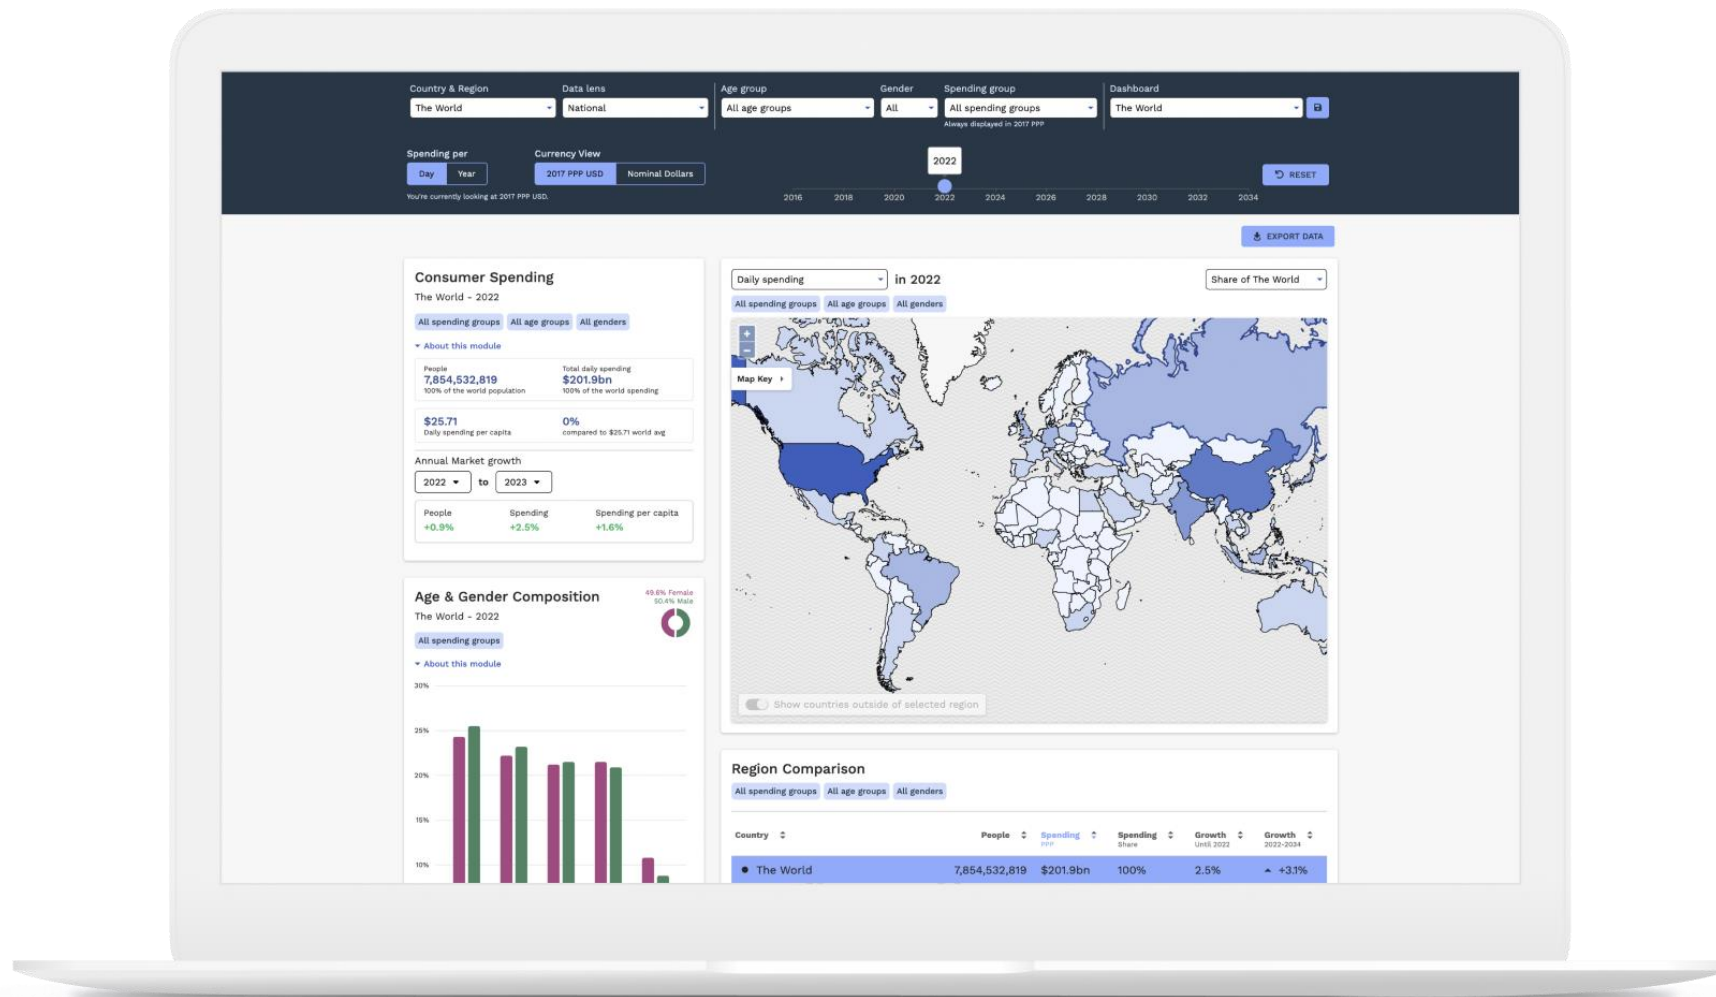 Country & Region
Data lens
Age group
Gender
Spending group
Dashboard
The World
National
All age groups
All
All spending groups
The World
Always displayed in 2017 PPP
Spending per
Currency View
2022
Day
Year
2017 PPP USD
Nominal Dollars
RESET
You're currently looking at 2017 PPP USD.
2016 2018 2020 2022 2024 2026 2028 2030 2032 2034
EXPORT DATA
Consumer Spending
The World - 2022
All spending groups All age groups All genders
About this module
People
7,854,532,819
100% of the world population
Total daily spending
$201.9bn
100% of the world spending
$25.71
Daily spending per capita
0%
compared to $25.71 world avg
Annual Market growth
2022 to 2023
People Spending Spending per capita
+0.9% +2.5% +1.6%
Age & Gender Composition
49.6% Female
50.4% Male
The World - 2022
All spending groups
About this module
30%
25%
20%
15%
10%
Daily spending in 2022
Share of The World
All spending groups All age groups All genders
+
−
Map Key
Show countries outside of selected region
Region Comparison
All spending groups All age groups All genders
Country
People
Spending
PPP
Spending
Share
Growth
Until 2022
Growth
2022-2034
The World 7,854,532,819 $201.9bn 100% 2.5% +3.1%